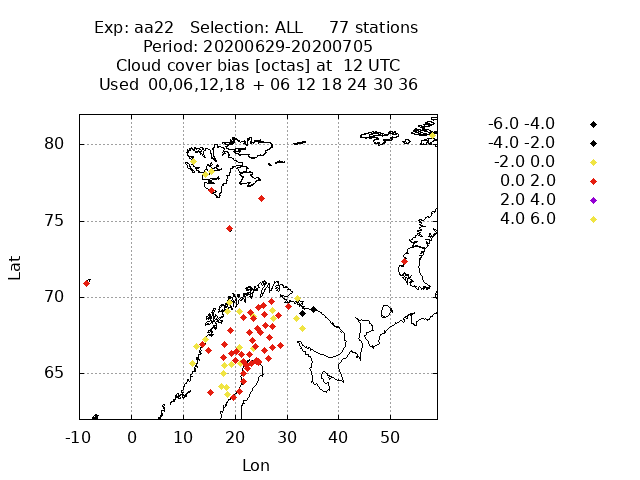 Exp: aa22 Selection: ALL 77 stations
Period: 20200629-20200705
Cloud cover bias [octas] at 12 UTC
Used 00,06,12,18 + 06 12 18 24 30 36
-6.0 -4.0
-4.0 -2.0
-2.0 0.0
0.0 2.0
2.0 4.0
4.0 6.0
80
75
70
65
Lat
-10 0 10 20 30 40 50
Lon